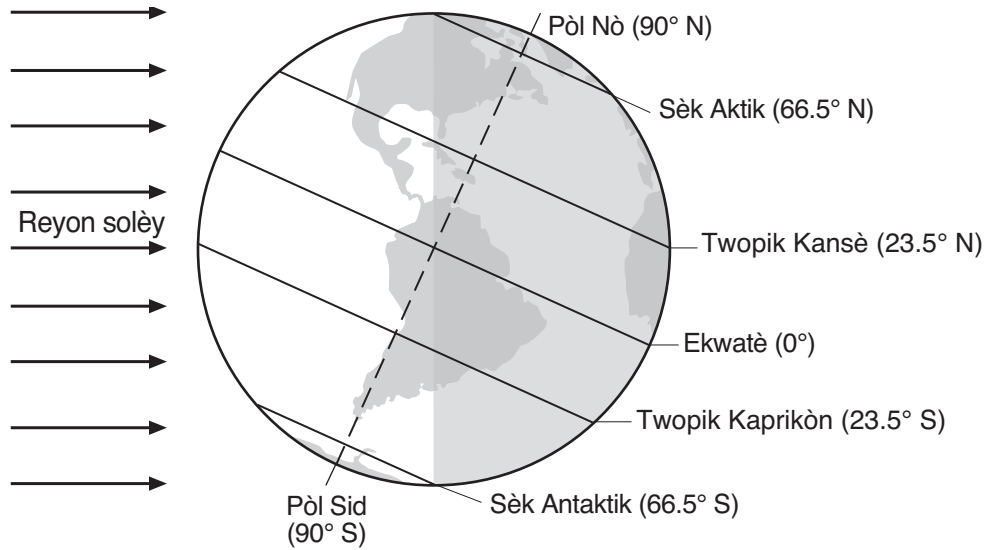 Pòl Nò (90° N)
Sèk Aktik (66.5° N)
Reyon solèy
Twopik Kansè (23.5° N)
Ekwatè (0°)
Twopik Kaprikòn (23.5° S)
Pòl Sid
(90° S)
Sèk Antaktik (66.5° S)